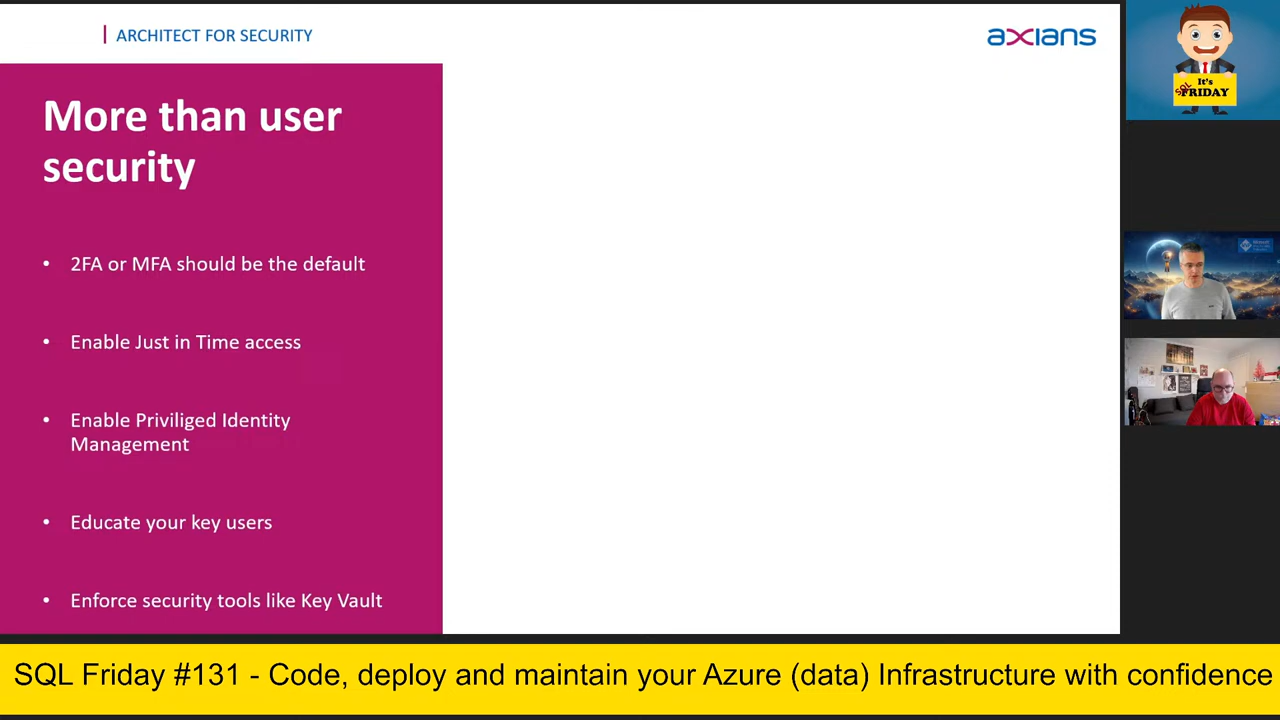 ARCHITECT FOR SECURITY
axians
More than user
security
• 2FA or MFA should be the default
• Enable Just in Time access
• Enable Priviliged Identity
Management
• Educate your key users
• Enforce security tools like Key Vault
It's
SQL
FRIDAY
SQL Friday #131 - Code, deploy and maintain your Azure (data) Infrastructure with confidence